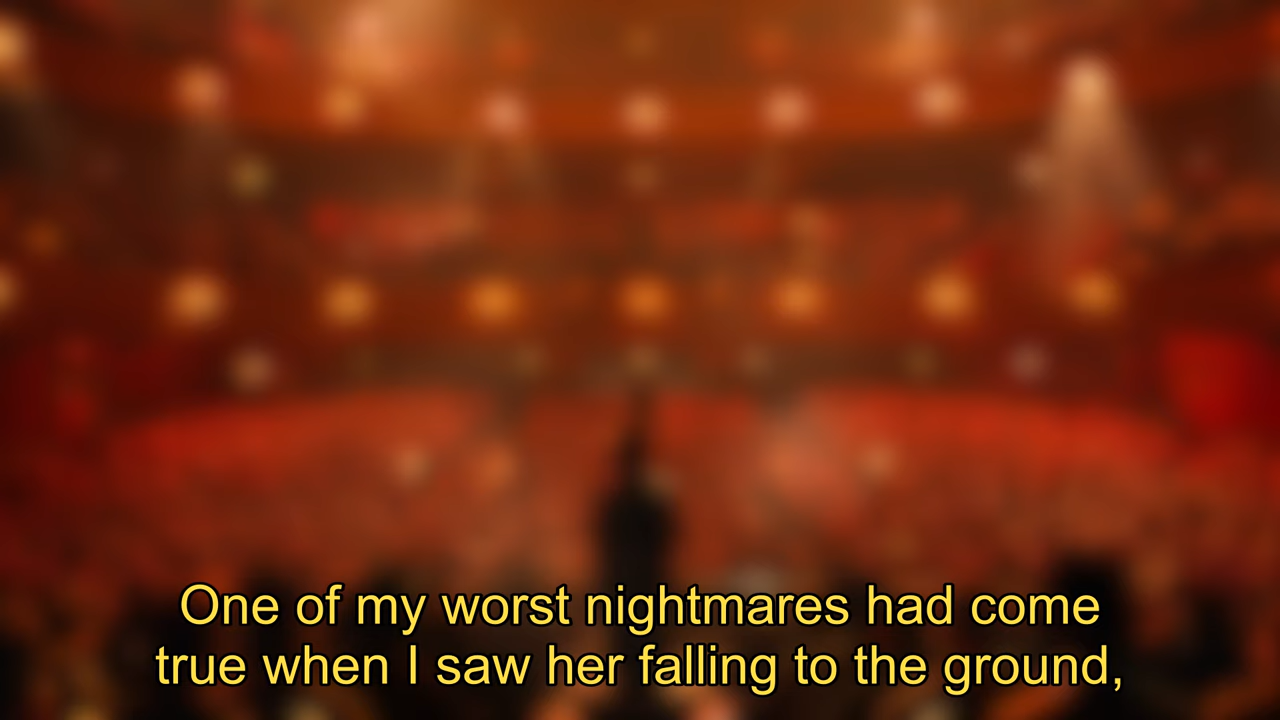 One of my worst nightmares had come
true when I saw her falling to the ground,